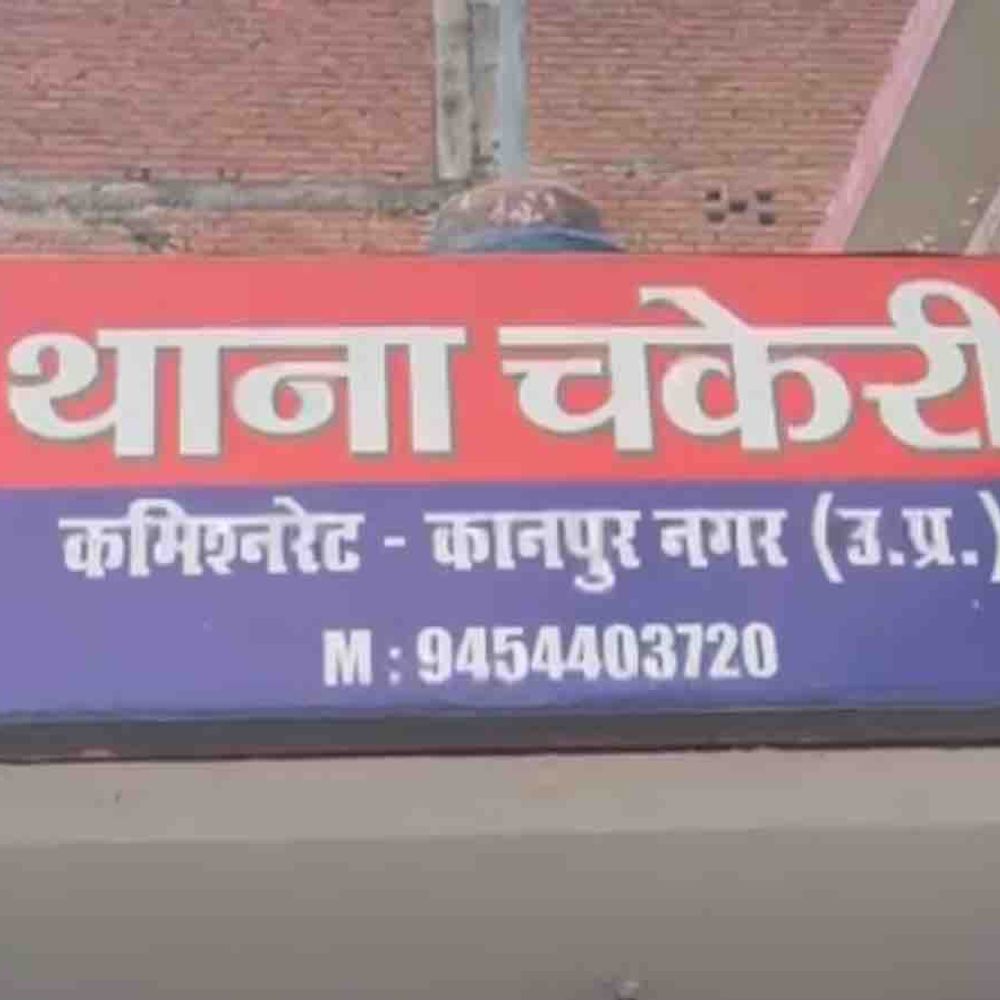 थाना चकेरी
कमिश्नरेट - कानपुर नगर (उ.प्र.)
M : 9454403720